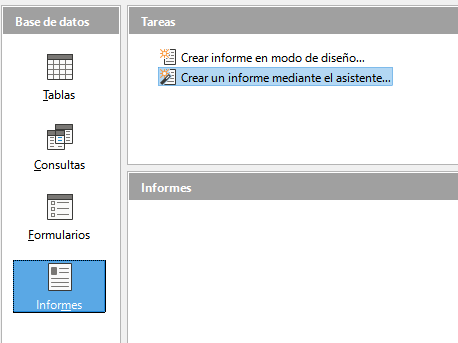 Base de datos
Tablas
Consultas
Formularios
Informes
Tareas
Crear informe en modo de diseño...
Crear un informe mediante el asistente...
Informes